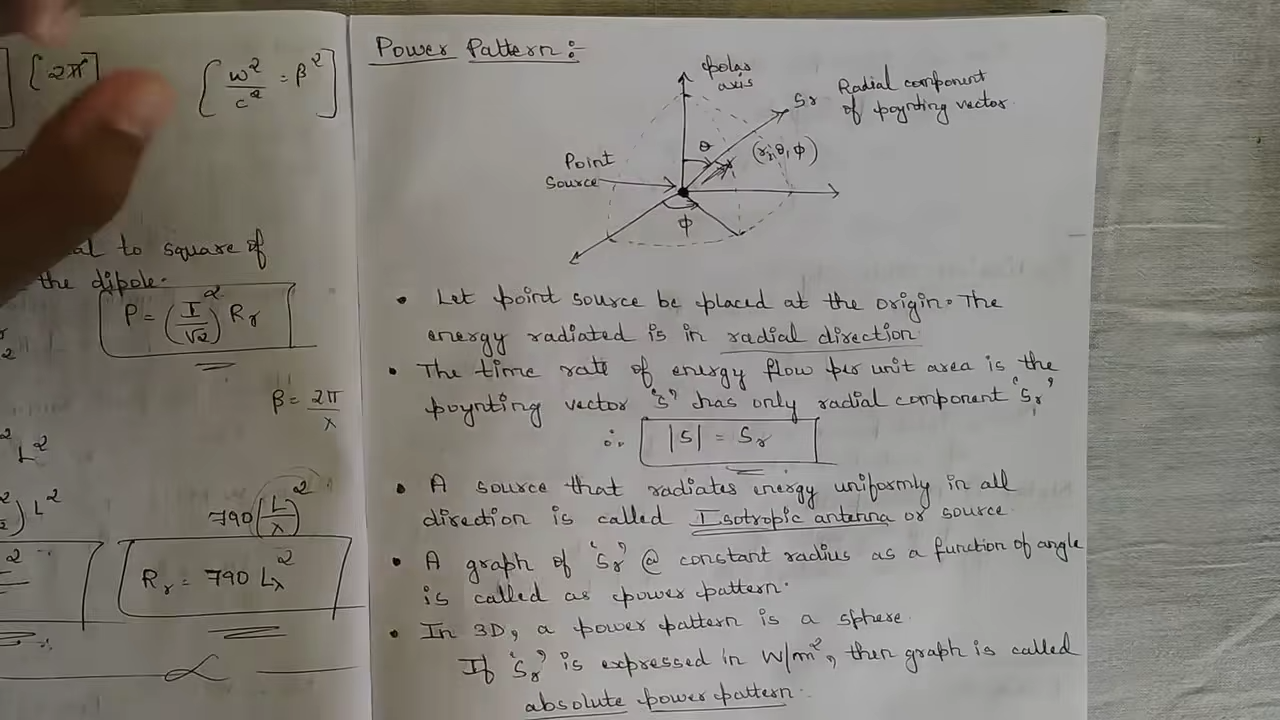 [2π]
[ω²/c² = β²]
al to square of
the dipole.
P = (I/√2)² Rr
β = 2π/λ
L²
) L²
790 (L/λ)²
Rr = 790 Lλ²
Power Pattern :-
polar
axis
Sr
Radial component
of poynting vector
θ
(r, θ, φ)
Point
Source
φ
• Let point source be placed at the origin. The
energy radiated is in radial direction
• The time rate of energy flow per unit area is the
poynting vector 'S' has only radial component 'Sr'
∴ |S| = Sr
• A source that radiates energy uniformly in all
direction is called Isotropic antenna or source
• A graph of 'Sr' @ constant radius as a function of angle
is called as power pattern.
• In 3D, a power pattern is a sphere.
If 'Sr' is expressed in W/m², then graph is called
absolute power pattern.